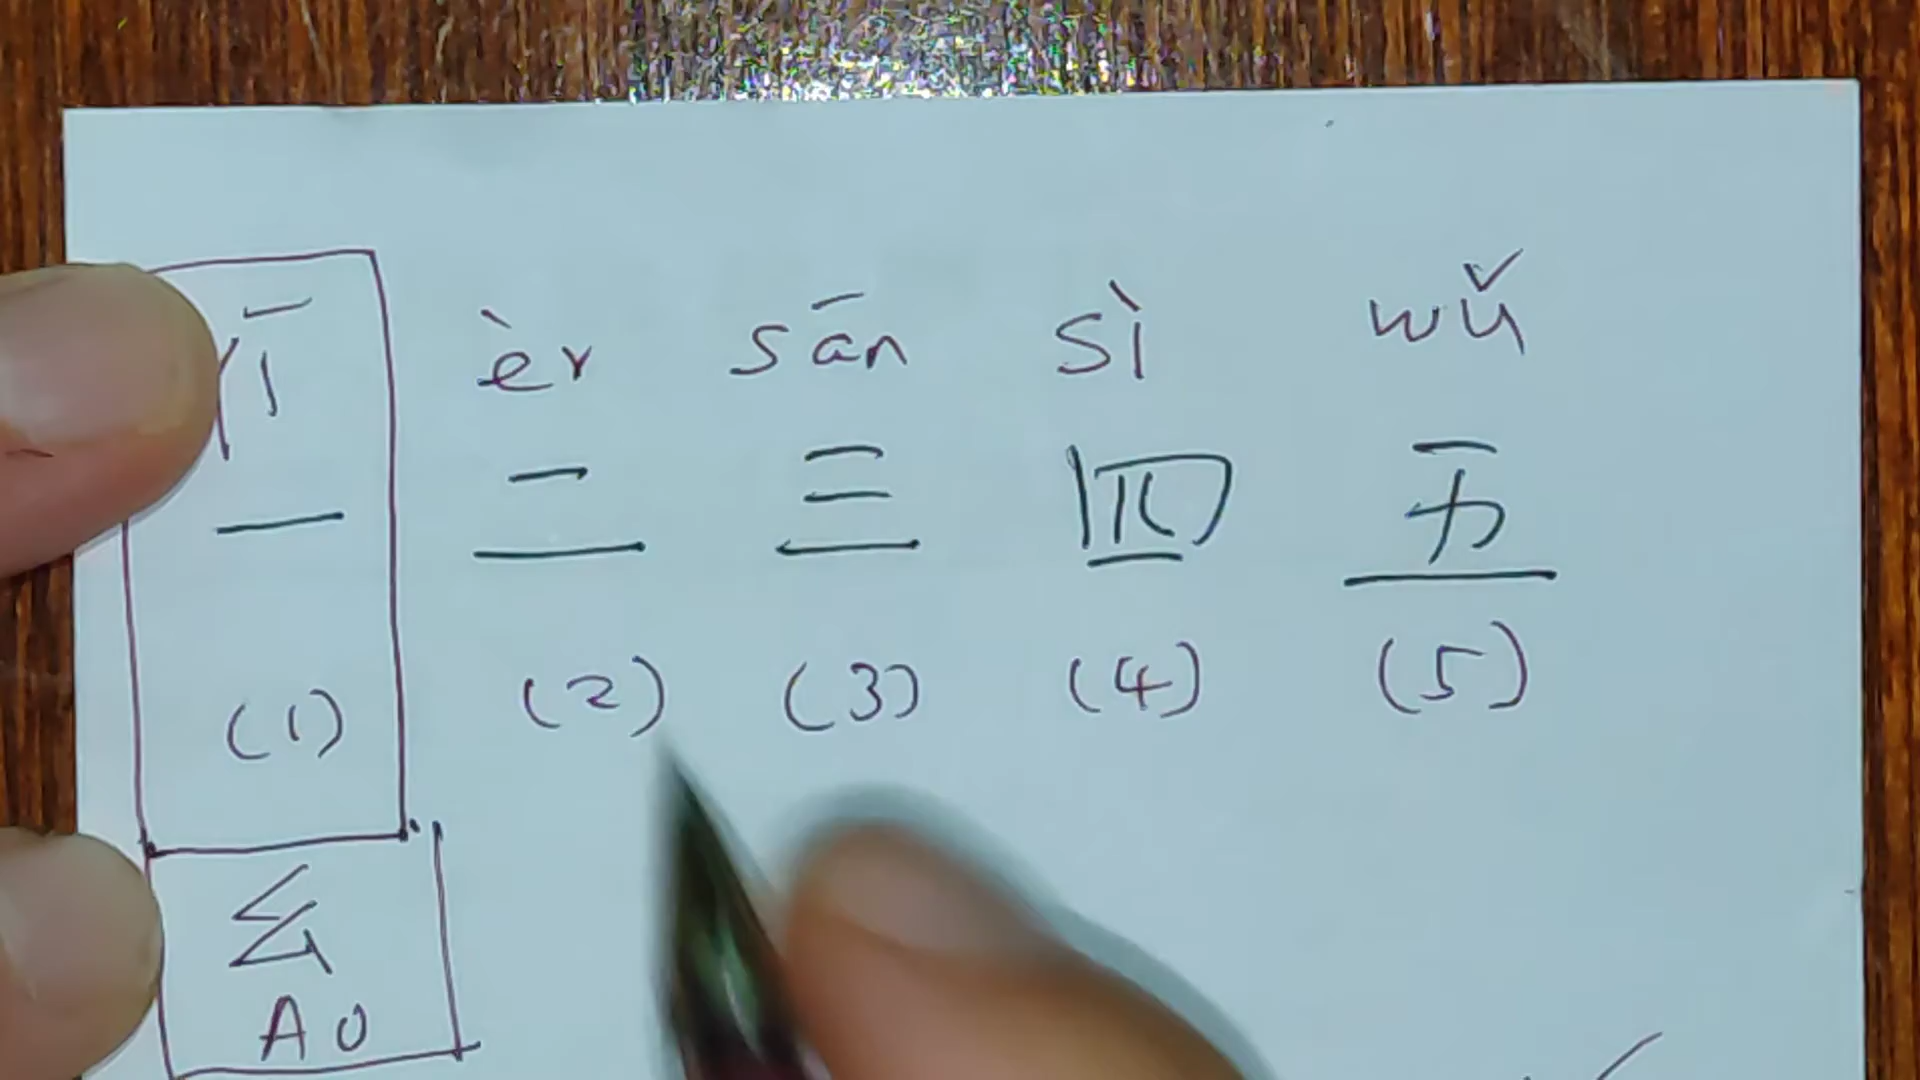 yī èr sān sì wǔ
一 二 三 四 五
(1) (2) (3) (4) (5)
幺
AO